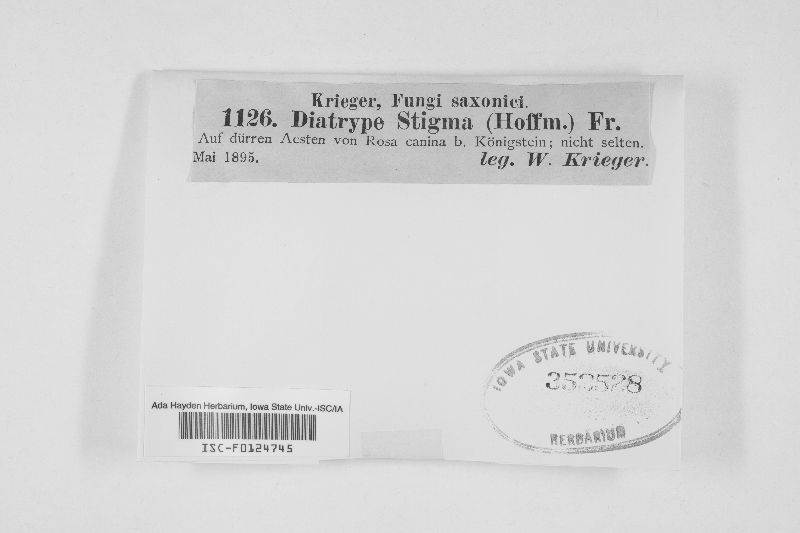 Krieger, Fungi saxonici.
1126. Diatrype Stigma (Hoffm.) Fr.
Auf dürren Aesten von Rosa canina b. Königstein; nicht selten.
Mai 1895. leg. W. Krieger.
IOWA STATE UNIVERSITY
HERBARIUM
Ada Hayden Herbarium, Iowa State Univ.-ISC/IA
ISC-F0124745